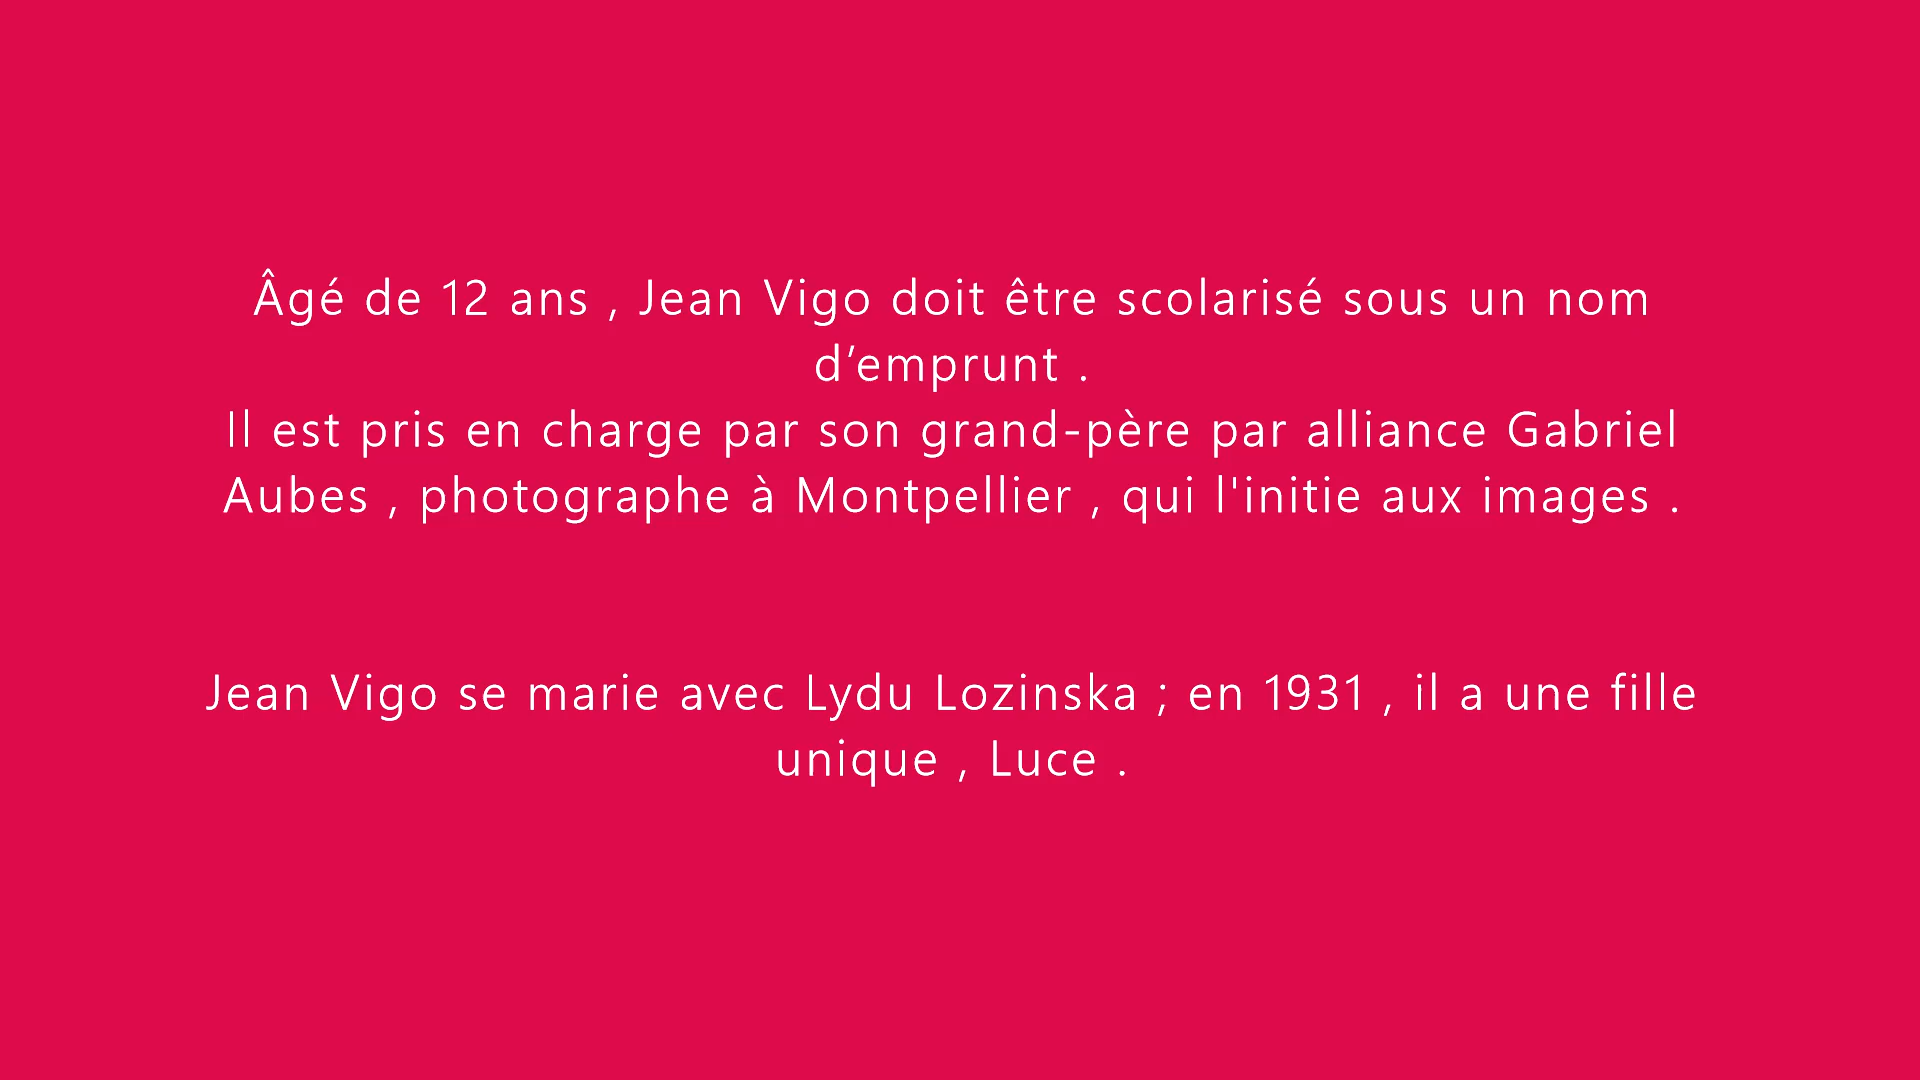 Âgé de 12 ans , Jean Vigo doit être scolarisé sous un nom
d’emprunt .
Il est pris en charge par son grand-père par alliance Gabriel
Aubes , photographe à Montpellier , qui l'initie aux images .
Jean Vigo se marie avec Lydu Lozinska ; en 1931 , il a une fille
unique , Luce .